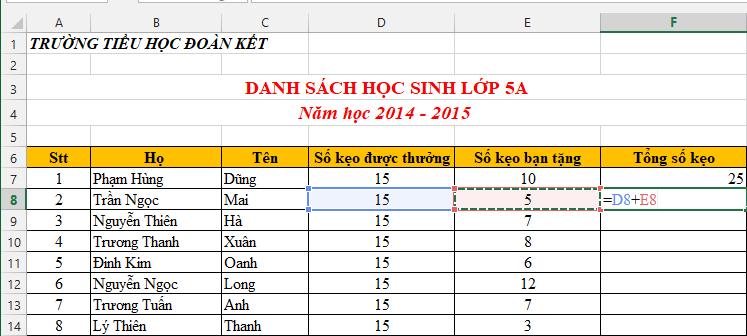 A B C D E F
1 TRƯỜNG TIỂU HỌC ĐOÀN KẾT
2
3 DANH SÁCH HỌC SINH LỚP 5A
4 Năm học 2014 - 2015
5
6 Stt Họ Tên Số kẹo được thưởng Số kẹo bạn tặng Tổng số kẹo
7 1 Phạm Hùng Dũng 15 10 25
8 2 Trần Ngọc Mai 15 5 =D8+E8
9 3 Nguyễn Thiên Hà 15 7
10 4 Trương Thanh Xuân 15 8
11 5 Đinh Kim Oanh 15 6
12 6 Nguyễn Ngọc Long 15 12
13 7 Trương Tuấn Anh 15 7
14 8 Lý Thiên Thanh 15 3